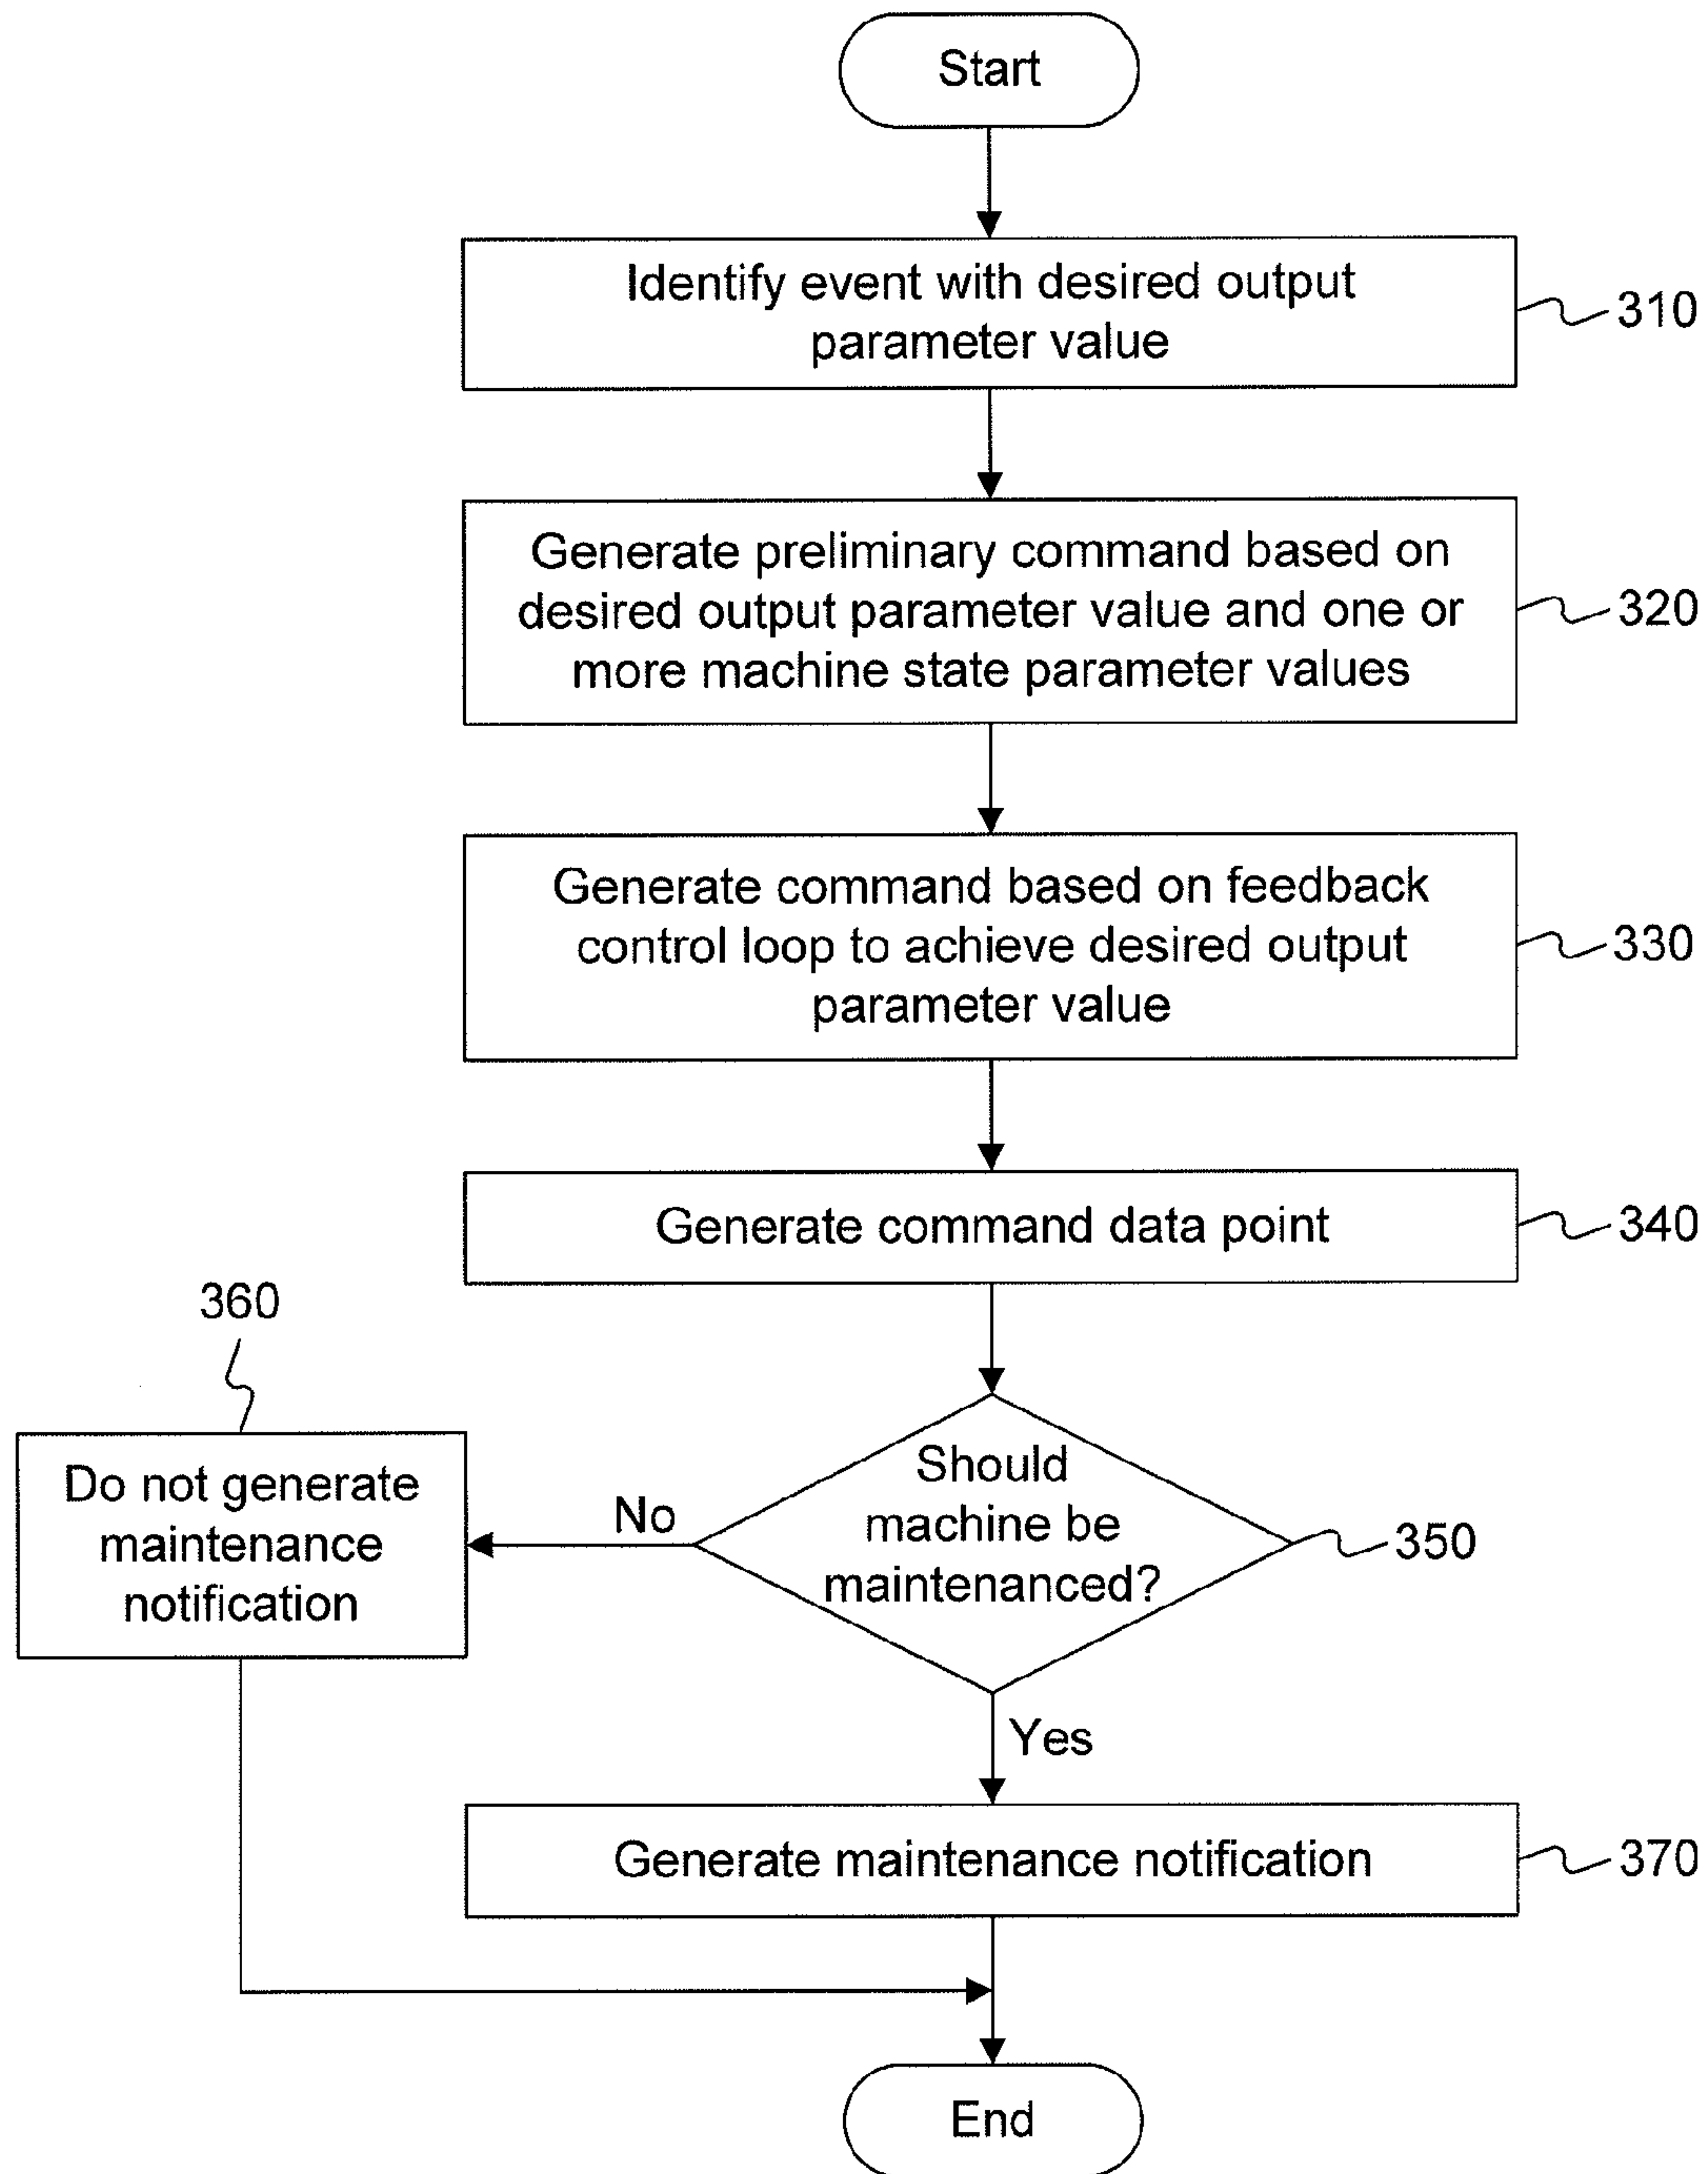 Start
Identify event with desired output
parameter value
310
Generate preliminary command based on
desired output parameter value and one or
more machine state parameter values
320
Generate command based on feedback
control loop to achieve desired output
parameter value
330
Generate command data point
340
360
Do not generate
maintenance
notification
No
Should
machine be
maintenanced?
350
Yes
Generate maintenance notification
370
End